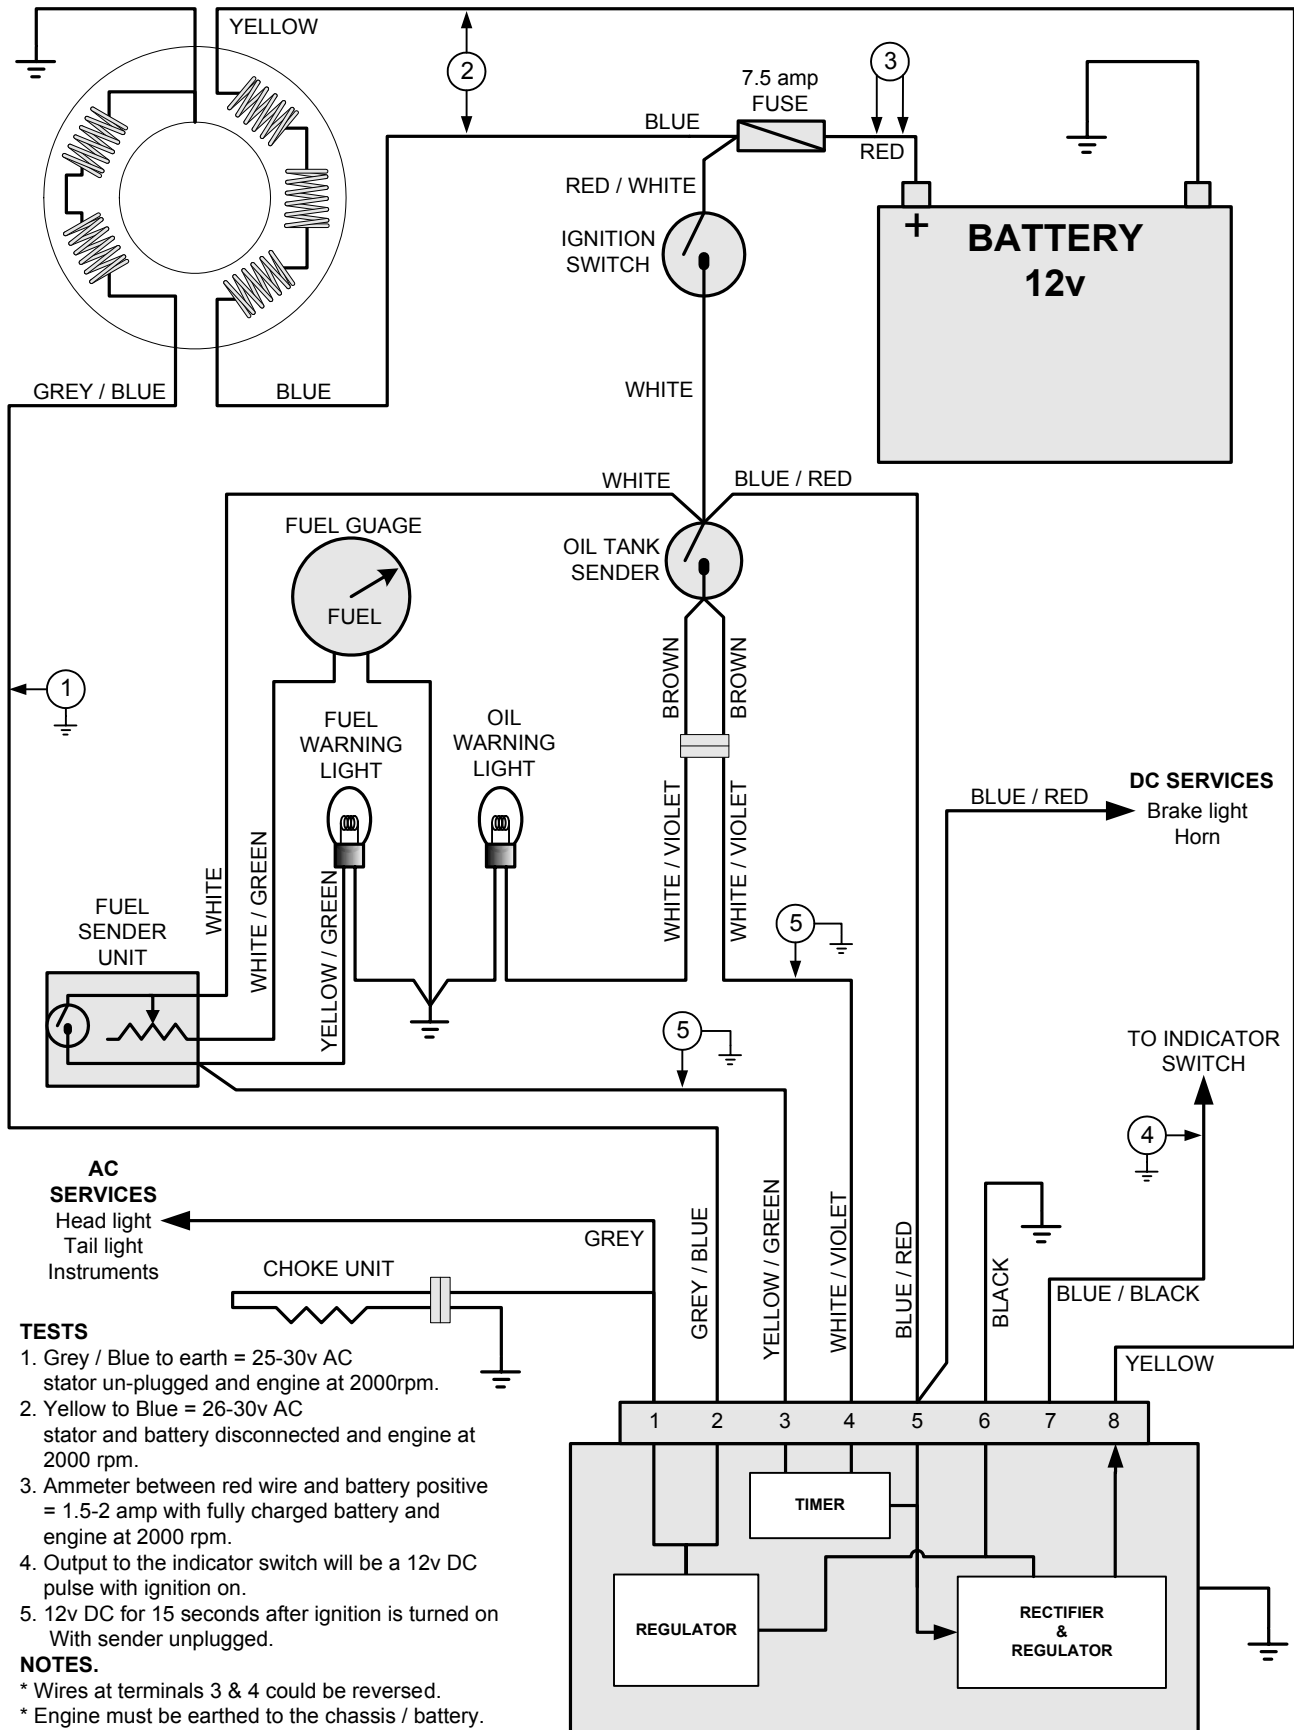 YELLOW
2
3
7.5 amp
FUSE
BLUE
RED
RED / WHITE
IGNITION
SWITCH
+
BATTERY
12v
GREY / BLUE
BLUE
WHITE
WHITE
BLUE / RED
FUEL GUAGE
FUEL
OIL TANK
SENDER
BROWN
BROWN
1
FUEL
WARNING
LIGHT
OIL
WARNING
LIGHT
DC SERVICES
Brake light
Horn
BLUE / RED
WHITE
WHITE / GREEN
YELLOW / GREEN
WHITE / VIOLET
WHITE / VIOLET
5
FUEL
SENDER
UNIT
5
TO INDICATOR
SWITCH
4
AC
SERVICES
Head light
Tail light
Instruments
GREY
CHOKE UNIT
GREY / BLUE
YELLOW / GREEN
WHITE / VIOLET
BLUE / RED
BLACK
BLUE / BLACK
YELLOW
1 2 3 4 5 6 7 8
TIMER
REGULATOR
RECTIFIER
&
REGULATOR
TESTS
1. Grey / Blue to earth = 25-30v AC
stator un-plugged and engine at 2000rpm.
2. Yellow to Blue = 26-30v AC
stator and battery disconnected and engine at
2000 rpm.
3. Ammeter between red wire and battery positive
= 1.5-2 amp with fully charged battery and
engine at 2000 rpm.
4. Output to the indicator switch will be a 12v DC
pulse with ignition on.
5. 12v DC for 15 seconds after ignition is turned on
With sender unplugged.
NOTES.
* Wires at terminals 3 & 4 could be reversed.
* Engine must be earthed to the chassis / battery.